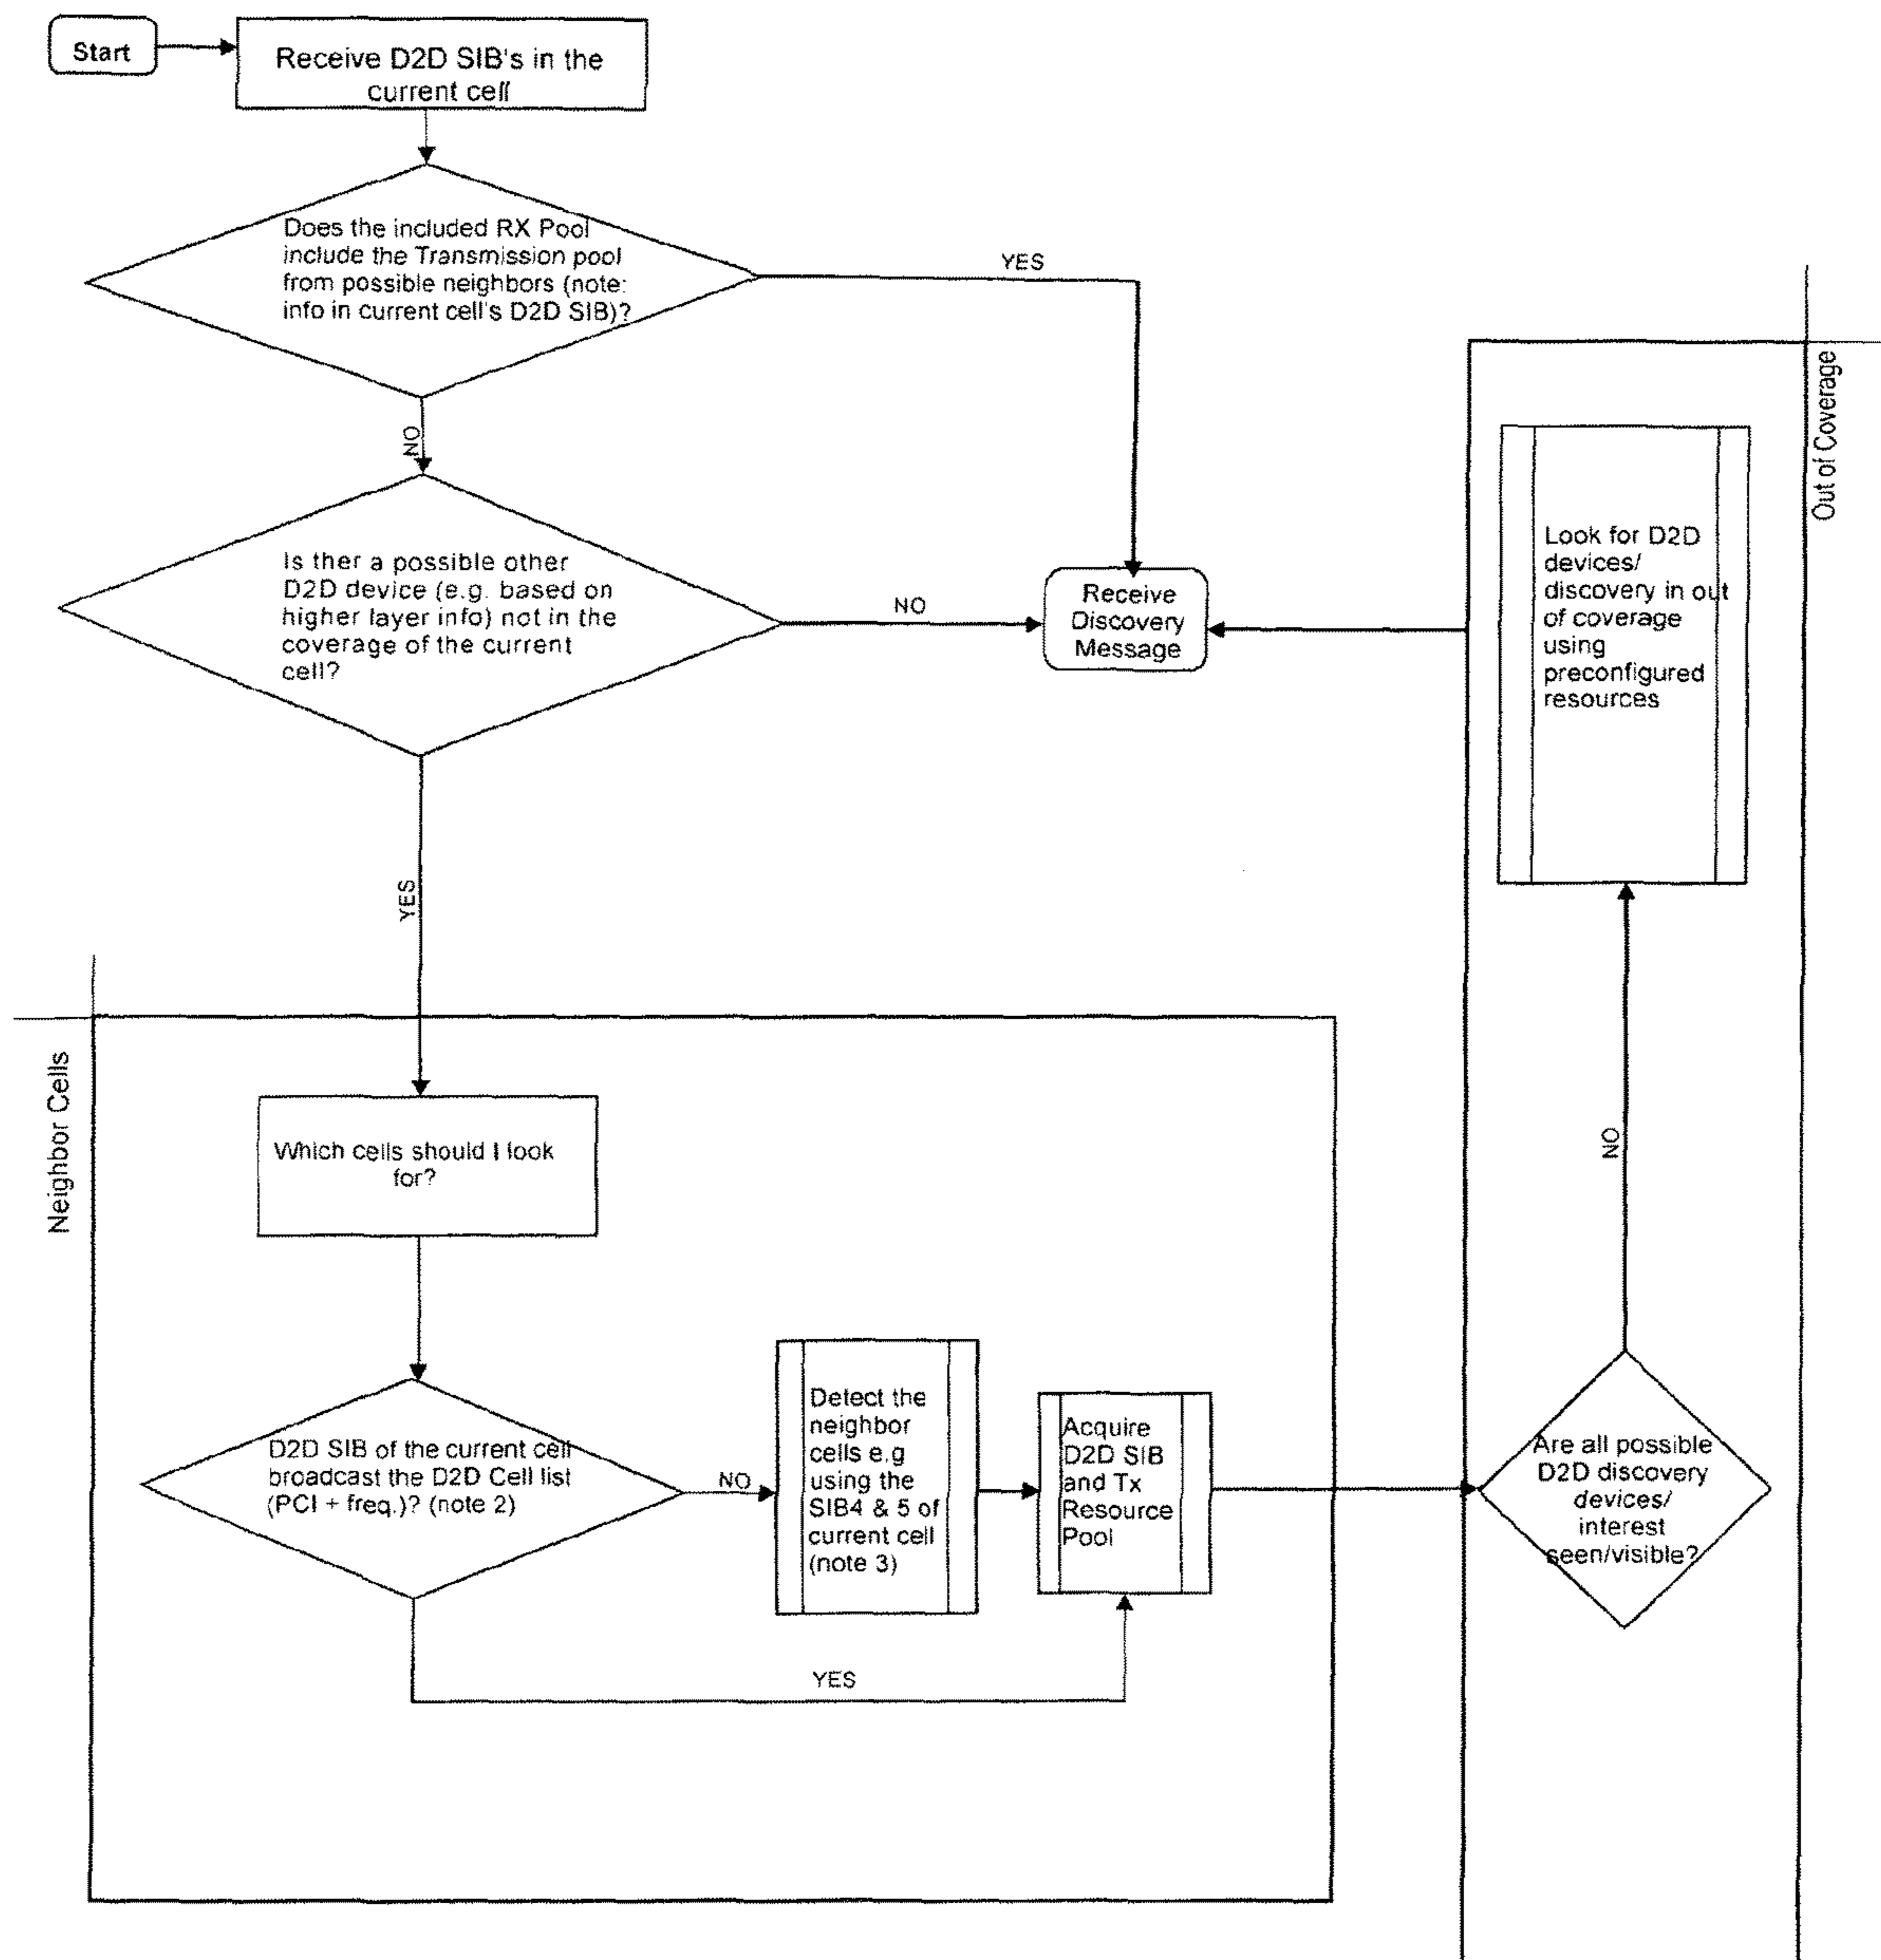 Start
Receive D2D SIB's in the
current cell
Does the included RX Pool
include the Transmission pool
from possible neighbors (note:
info in current cell's D2D SIB)?
YES
NO
Is ther a possible other
D2D device (e.g. based on
higher layer info) not in the
coverage of the current
cell?
NO
Receive
Discovery
Message
YES
Out of Coverage
Look for D2D
devices/
discovery in out
of coverage
using
preconfigured
resources
NO
Neighbor Cells
Which cells should I look
for?
D2D SIB of the current cell
broadcast the D2D Cell list
(PCI + freq.)? (note 2)
NO
Detect the
neighbor
cells e.g
using the
SIB4 & 5 of
current cell
(note 3)
Acquire
D2D SIB
and Tx
Resource
Pool
YES
Are all possible
D2D discovery
devices/
interest
seen/visible?